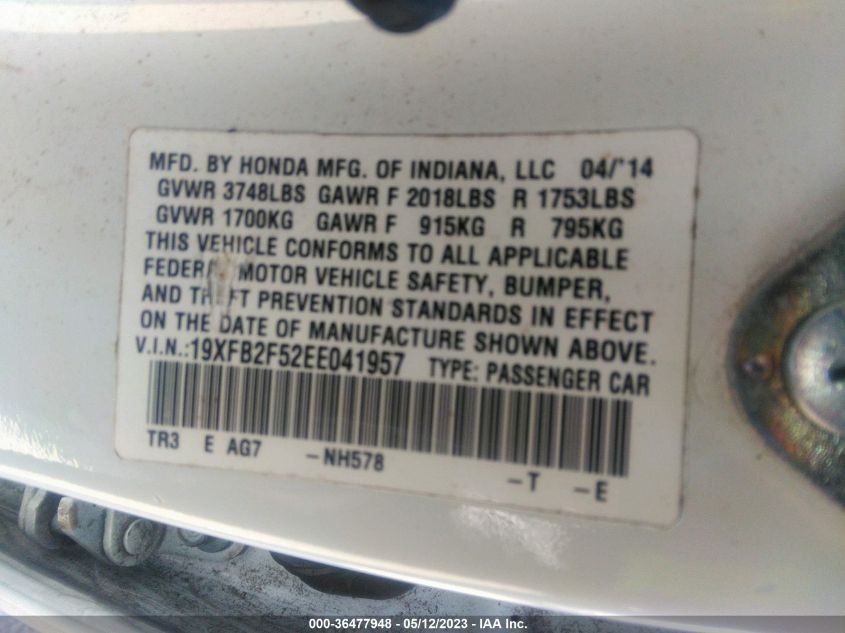 MFD. BY HONDA MFG. OF INDIANA, LLC 04/'14
GVWR 3748LBS GAWR F 2018LBS R 1753LBS
GVWR 1700KG GAWR F 915KG R 795KG
THIS VEHICLE CONFORMS TO ALL APPLICABLE
FEDERAL MOTOR VEHICLE SAFETY, BUMPER,
AND THEFT PREVENTION STANDARDS IN EFFECT
ON THE DATE OF MANUFACTURE SHOWN ABOVE.
V.I.N.:19XFB2F52EE041957 TYPE: PASSENGER CAR
TR3 E AG7 -NH578 -T -E
000-36477948 - 05/12/2023 - IAA Inc.